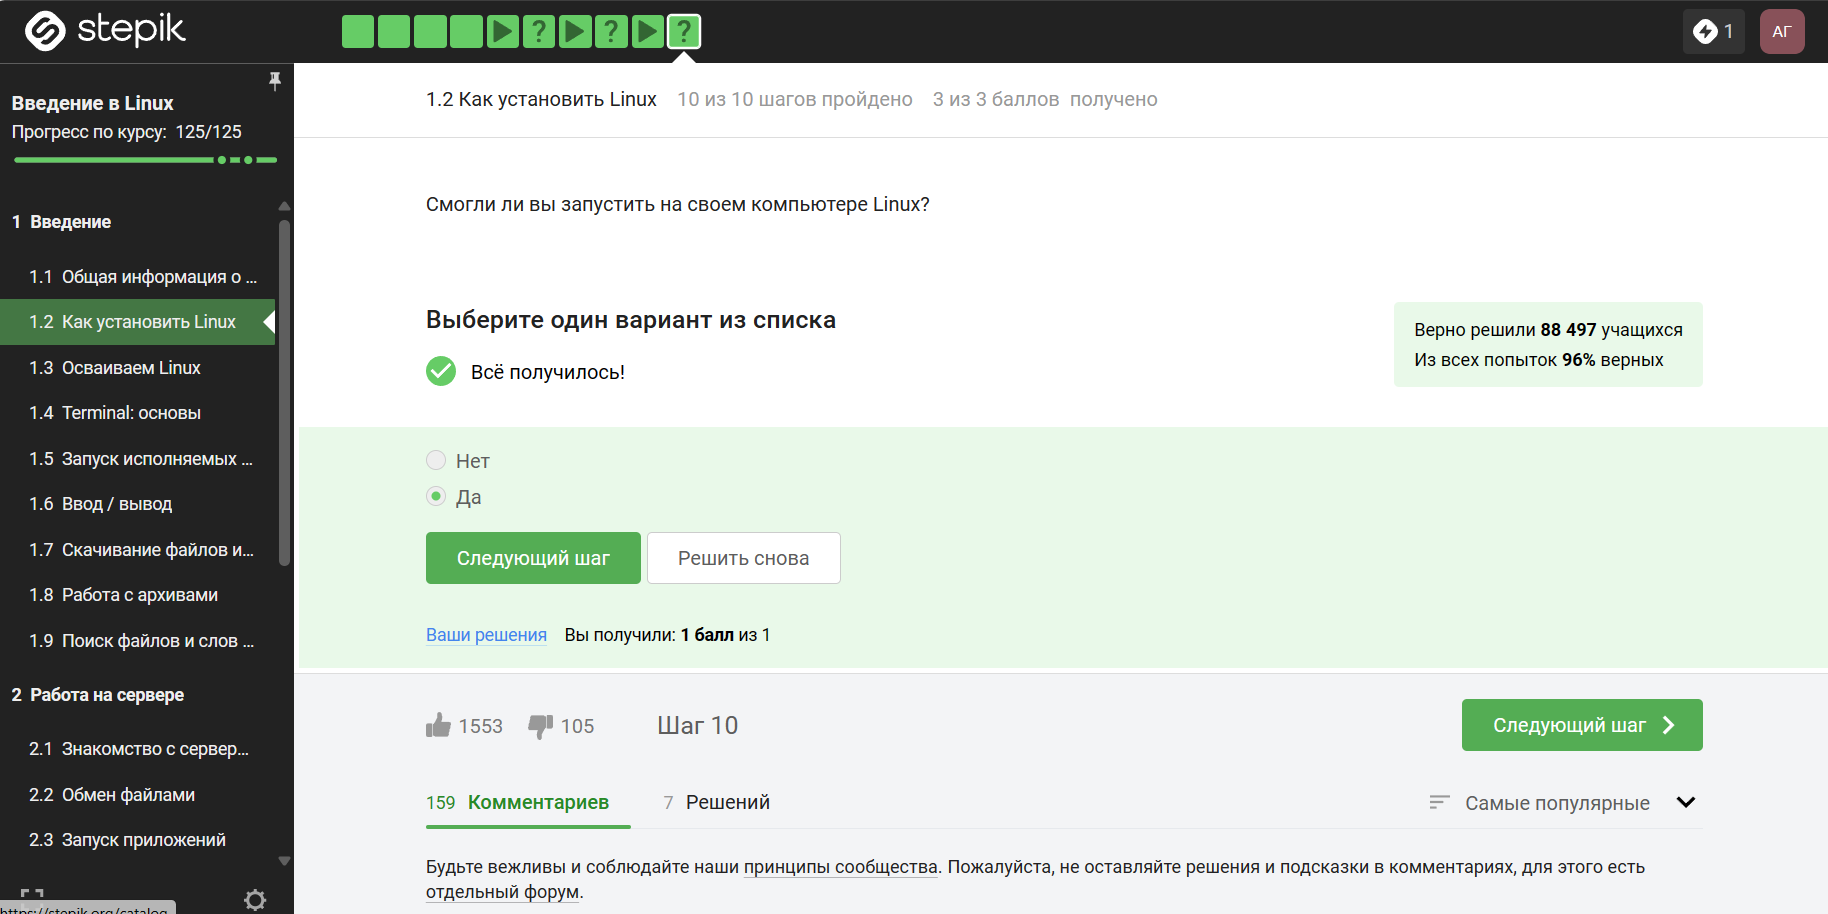 stepik
? ? ?
1
АГ
Введение в Linux
Прогресс по курсу: 125/125
1 Введение
1.1 Общая информация о ...
1.2 Как установить Linux
1.3 Осваиваем Linux
1.4 Terminal: основы
1.5 Запуск исполняемых ...
1.6 Ввод / вывод
1.7 Скачивание файлов и...
1.8 Работа с архивами
1.9 Поиск файлов и слов ...
2 Работа на сервере
2.1 Знакомство с сервер...
2.2 Обмен файлами
2.3 Запуск приложений
https://stepik.org/catalog
1.2 Как установить Linux 10 из 10 шагов пройдено 3 из 3 баллов получено
Смогли ли вы запустить на своем компьютере Linux?
Выберите один вариант из списка
Всё получилось!
Верно решили 88 497 учащихся
Из всех попыток 96% верных
Нет
Да
Следующий шаг Решить снова
Ваши решения Вы получили: 1 балл из 1
1553 105 Шаг 10 Следующий шаг
159 Комментариев 7 Решений Самые популярные
Будьте вежливы и соблюдайте наши принципы сообщества. Пожалуйста, не оставляйте решения и подсказки в комментариях, для этого есть
отдельный форум.